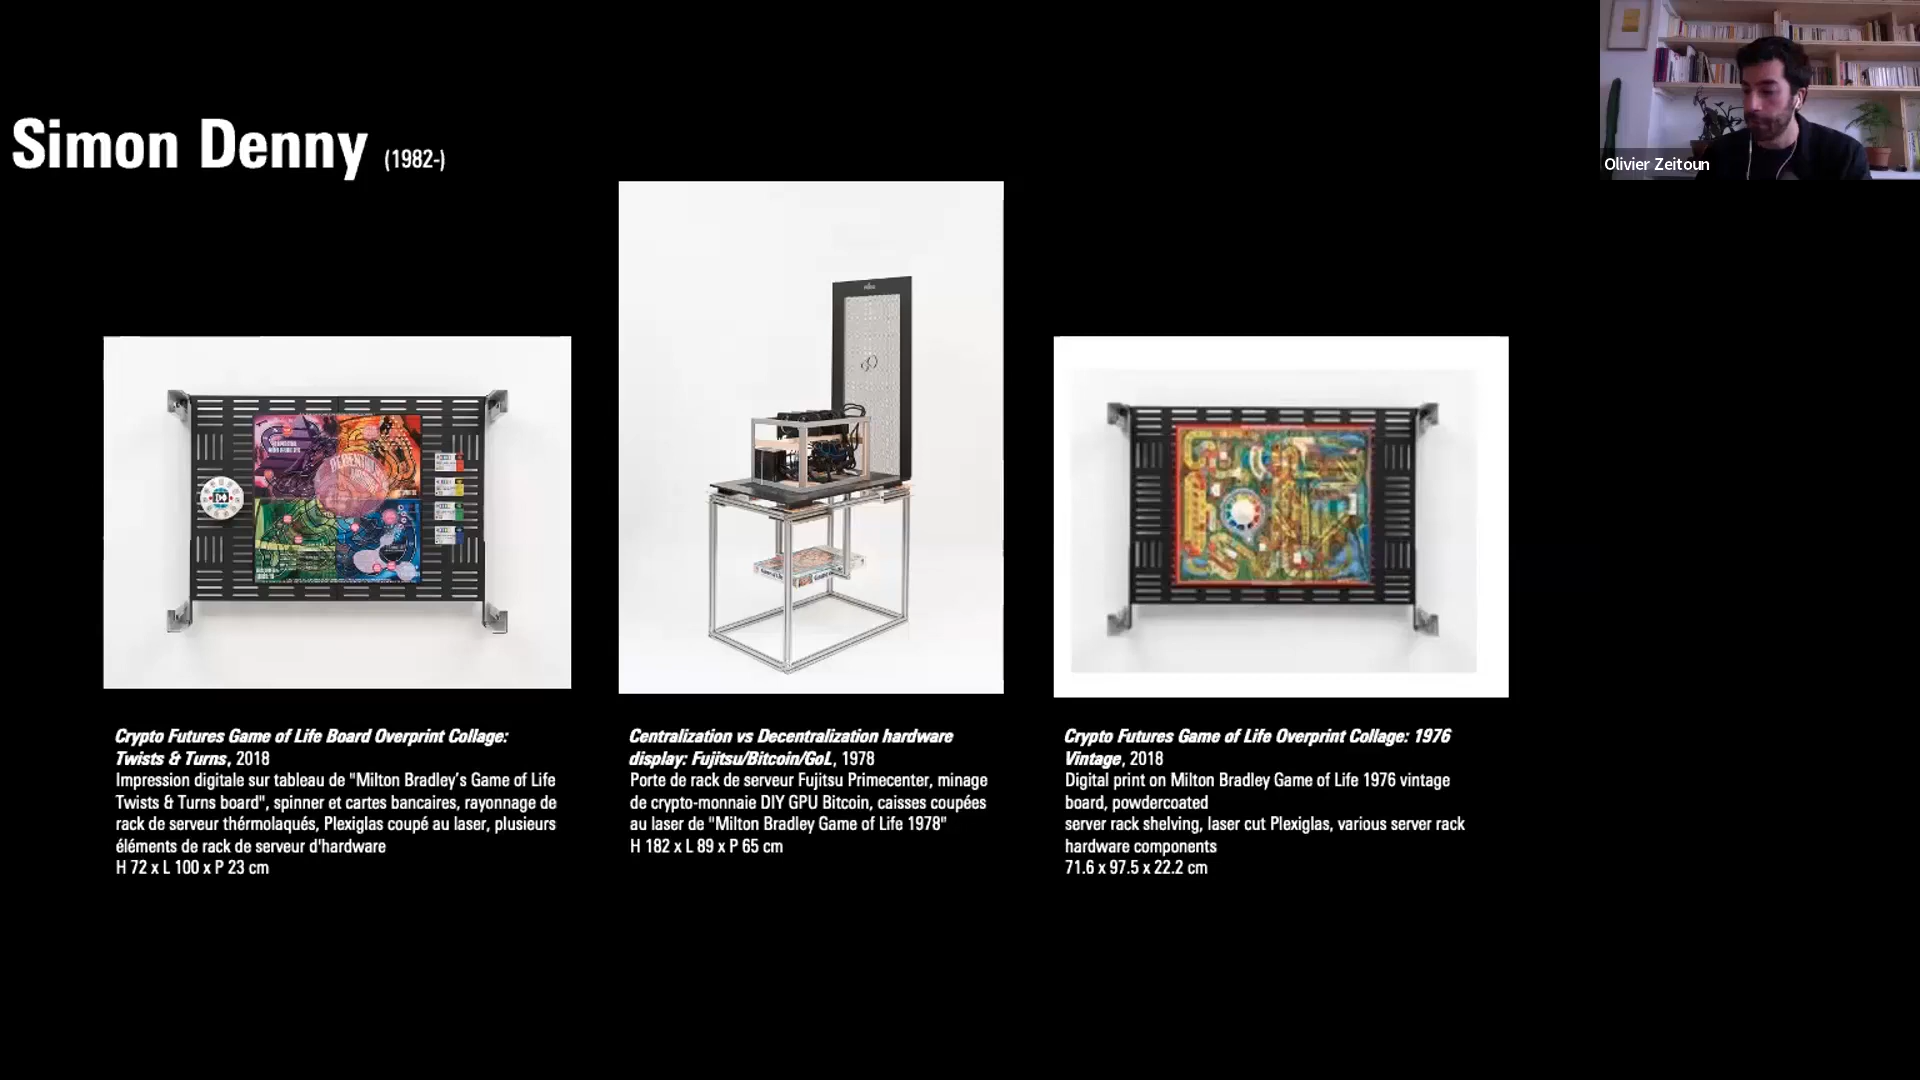 Simon Denny (1982-)
Olivier Zeitoun
Crypto Futures Game of Life Board Overprint Collage:
Twists & Turns, 2018
Impression digitale sur tableau de "Milton Bradley's Game of Life
Twists & Turns board", spinner et cartes bancaires, rayonnage de
rack de serveur thérmolaqués, Plexiglas coupé au laser, plusieurs
éléments de rack de serveur d'hardware
H 72 x L 100 x P 23 cm
Centralization vs Decentralization hardware
display: Fujitsu/Bitcoin/GoL, 1978
Porte de rack de serveur Fujitsu Primecenter, minage
de crypto-monnaie DIY GPU Bitcoin, caisses coupées
au laser de "Milton Bradley Game of Life 1978"
H 182 x L 89 x P 65 cm
Crypto Futures Game of Life Overprint Collage: 1976
Vintage, 2018
Digital print on Milton Bradley Game of Life 1976 vintage
board, powdercoated
server rack shelving, laser cut Plexiglas, various server rack
hardware components
71.6 x 97.5 x 22.2 cm